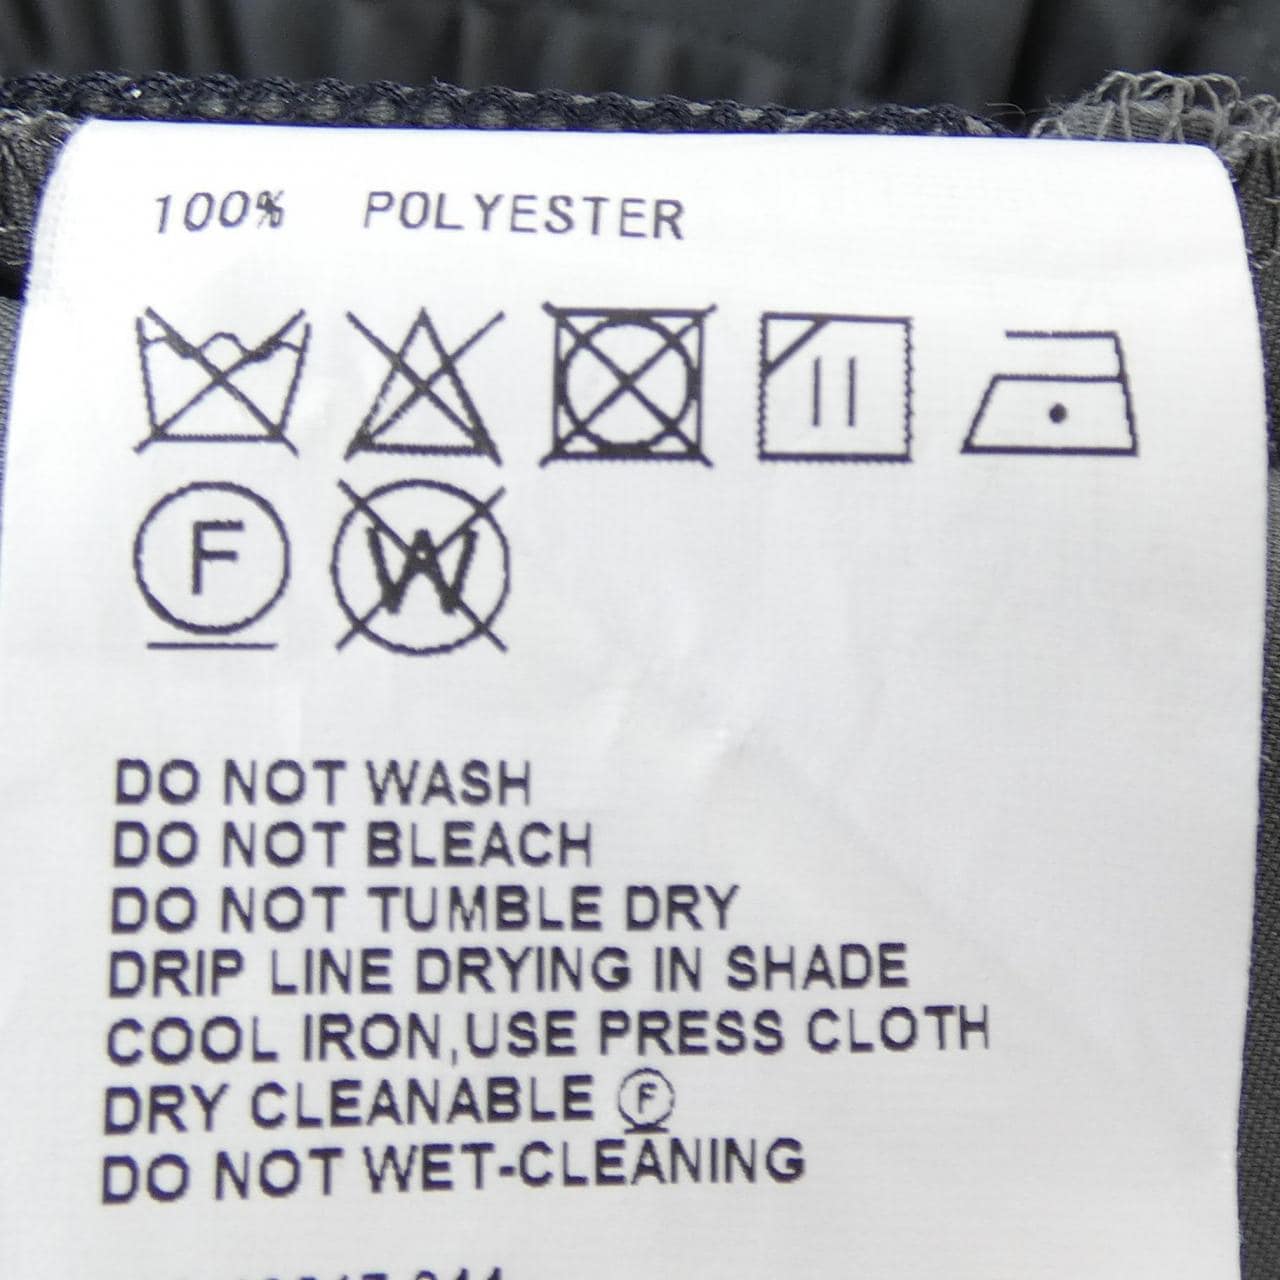 100% POLYESTER
F W
DO NOT WASH
DO NOT BLEACH
DO NOT TUMBLE DRY
DRIP LINE DRYING IN SHADE
COOL IRON,USE PRESS CLOTH
DRY CLEANABLE Ⓕ
DO NOT WET-CLEANING